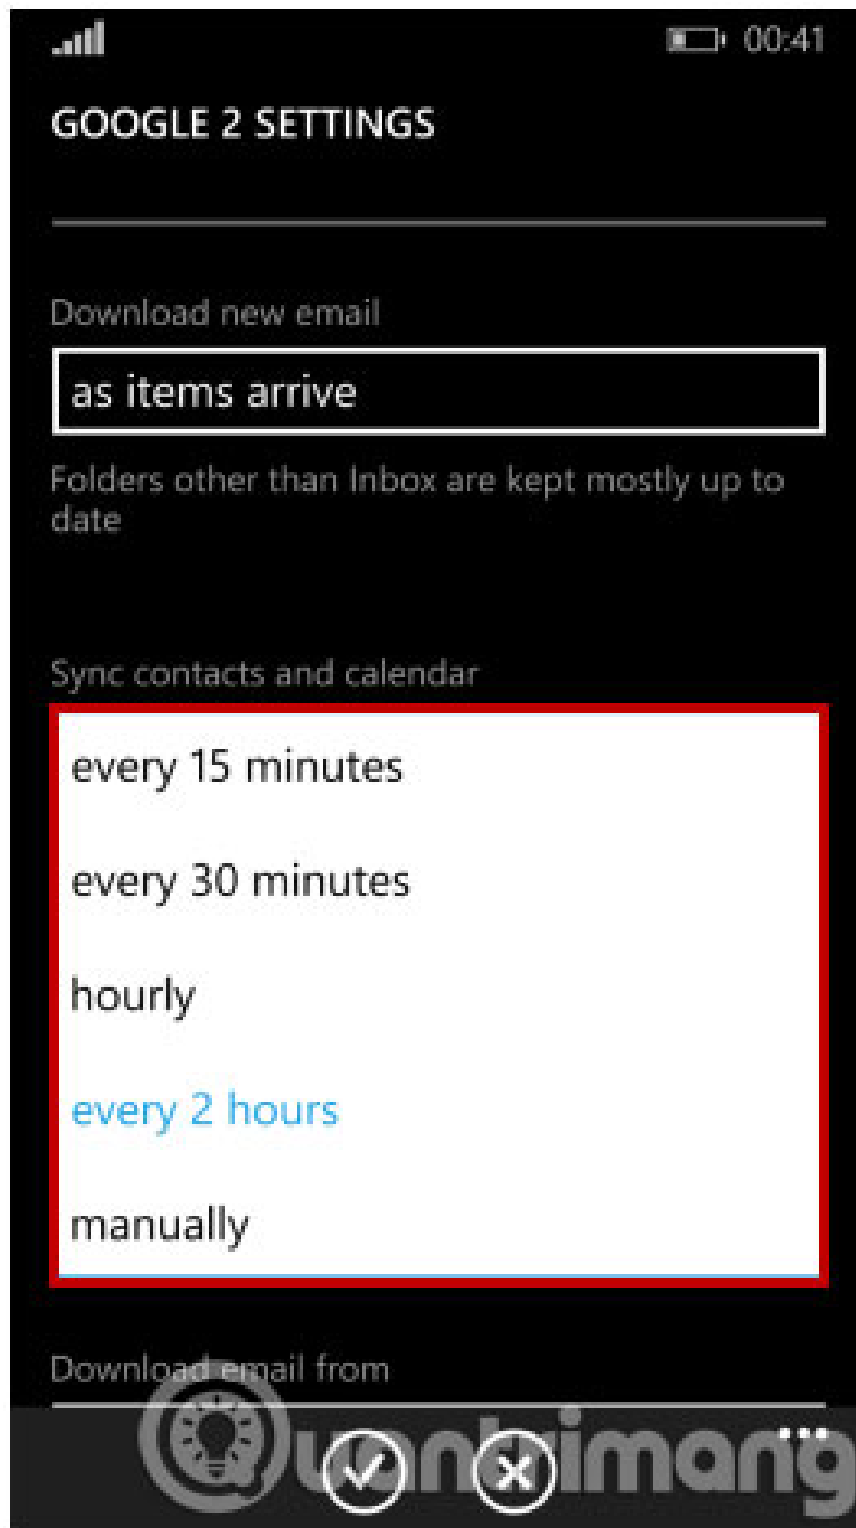 00:41
GOOGLE 2 SETTINGS
Download new email
as items arrive
Folders other than Inbox are kept mostly up to
date
Sync contacts and calendar
every 15 minutes
every 30 minutes
hourly
every 2 hours
manually
Download email from
Quantrimang